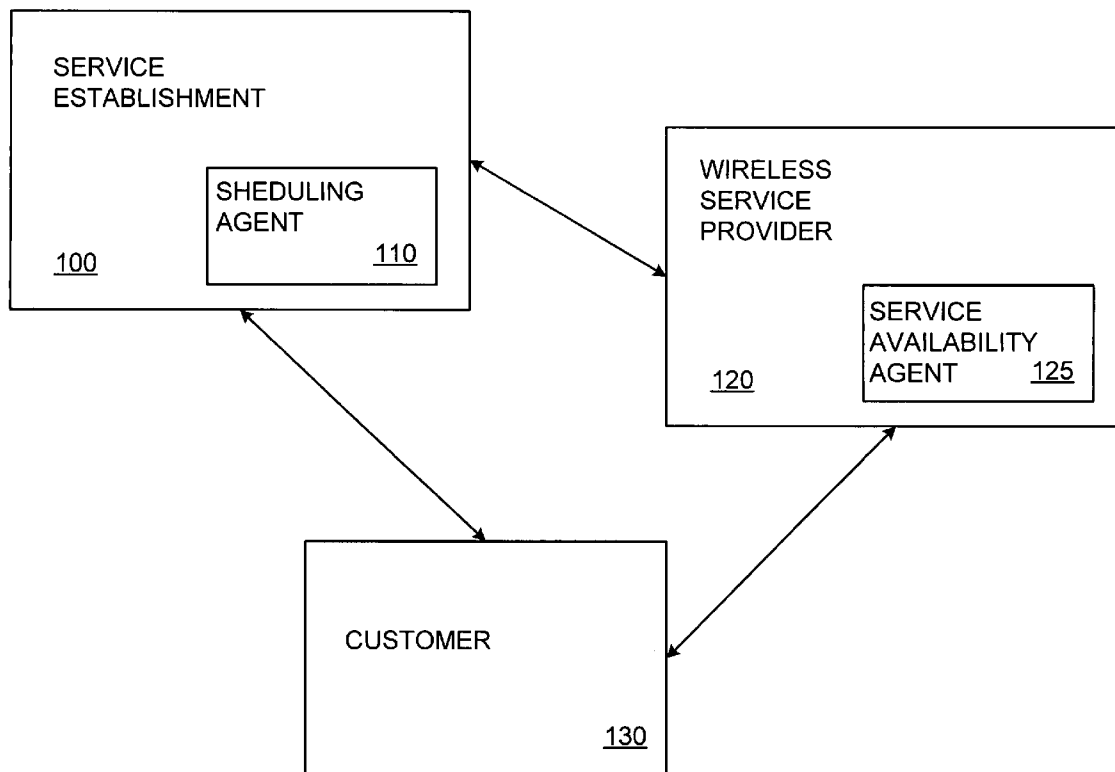 SERVICE
ESTABLISHMENT
SHEDULING
AGENT
110
100
WIRELESS
SERVICE
PROVIDER
SERVICE
AVAILABILITY
AGENT 125
120
CUSTOMER
130